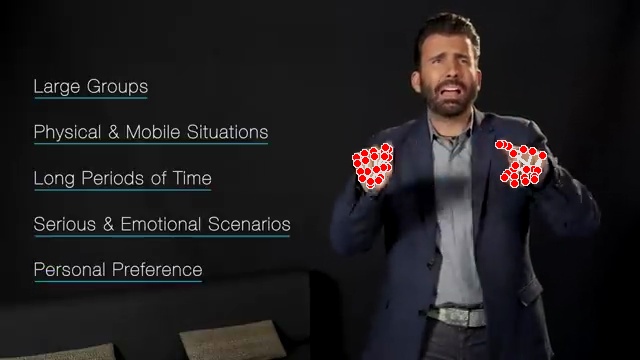 Large Groups
Physical & Mobile Situations
Long Periods of Time
Serious & Emotional Scenarios
Personal Preference